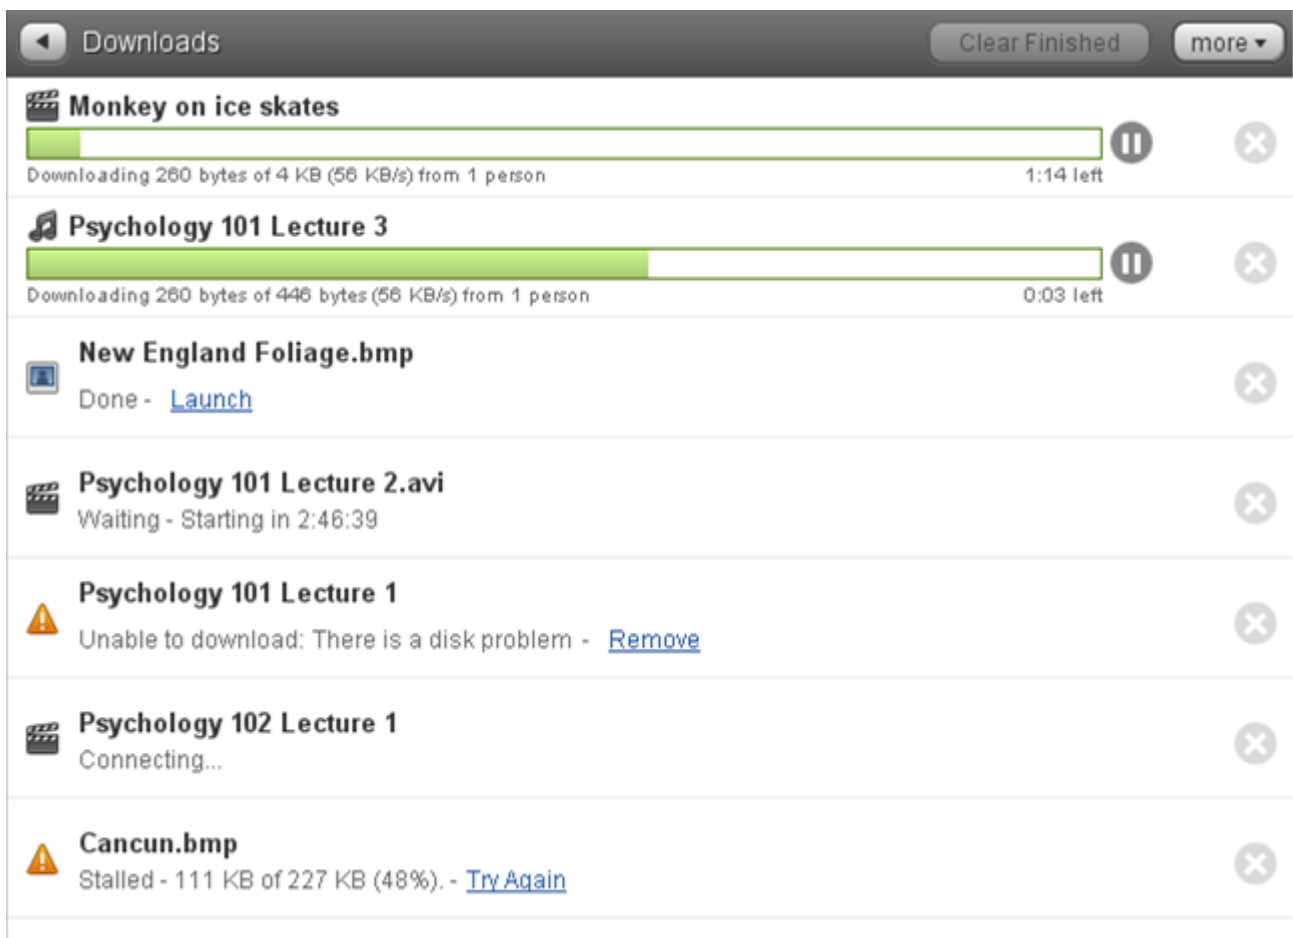 Downloads
Clear Finished
more
Monkey on ice skates
Downloading 260 bytes of 4 KB (56 KB/s) from 1 person
1:14 left
Psychology 101 Lecture 3
Downloading 260 bytes of 446 bytes (56 KB/s) from 1 person
0:03 left
New England Foliage.bmp
Done - Launch
Psychology 101 Lecture 2.avi
Waiting - Starting in 2:46:39
Psychology 101 Lecture 1
Unable to download: There is a disk problem - Remove
Psychology 102 Lecture 1
Connecting...
Cancun.bmp
Stalled - 111 KB of 227 KB (48%). - Try Again